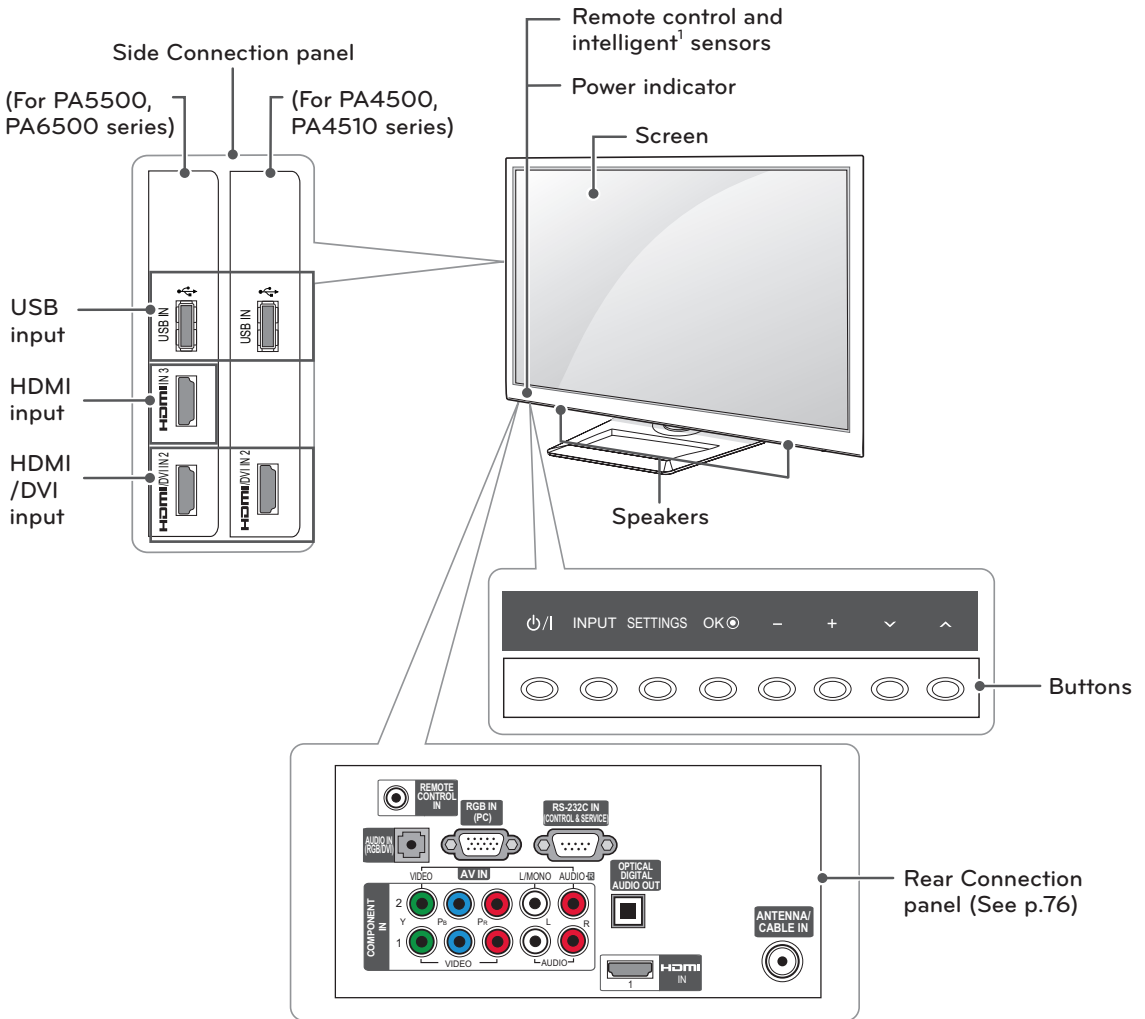 Remote control and
intelligent¹ sensors
Side Connection panel
Power indicator
(For PA5500,
PA6500 series)
(For PA4500,
PA4510 series)
Screen
USB
input
USB IN
USB IN
HDMI
input
HDMI IN 3
HDMI
/DVI
input
HDMI/DVI IN 2
HDMI/DVI IN 2
Speakers
⏻/I INPUT SETTINGS OK⦿ – + ⌵ ⌃
Buttons
REMOTE
CONTROL
IN
RGB IN
(PC)
RS-232C IN
(CONTROL & SERVICE)
AUDIO IN
(RGB/DVI)
VIDEO AV IN L/MONO AUDIO R
OPTICAL
DIGITAL
AUDIO OUT
COMPONENT
IN
2
Y PB PR L R
1
VIDEO AUDIO
ANTENNA/
CABLE IN
HDMI
1 IN
Rear Connection
panel (See p.76)